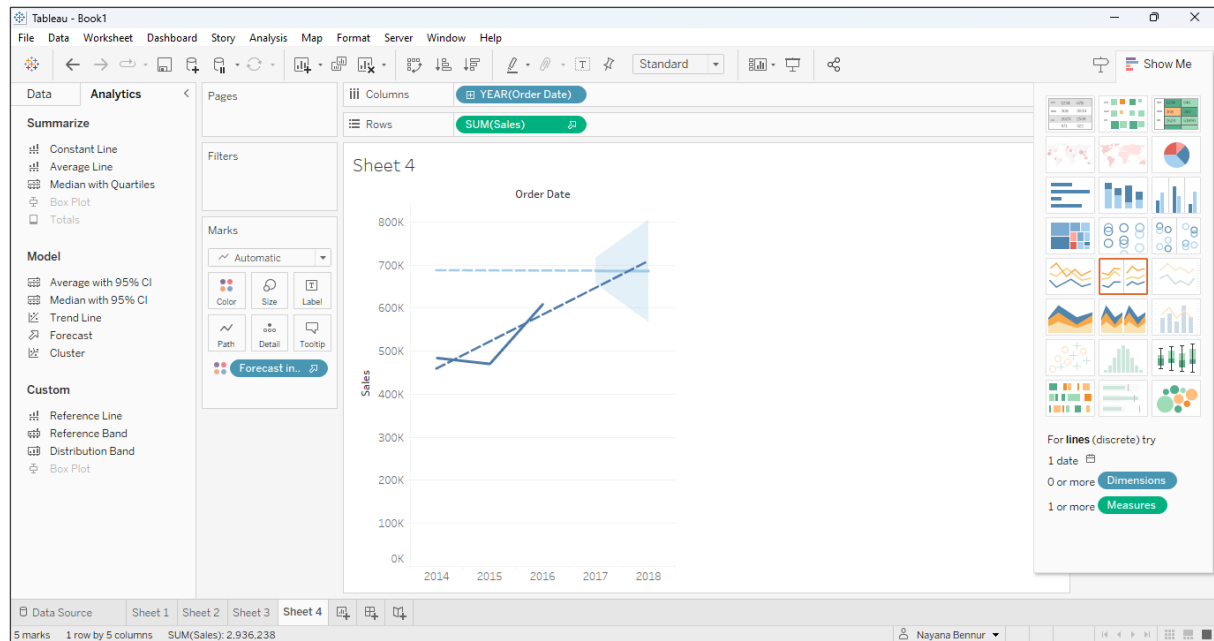 Tableau - Book1
File Data Worksheet Dashboard Story Analysis Map Format Server Window Help
Standard
Show Me
Data Analytics
Pages
Columns
YEAR(Order Date)
Rows
SUM(Sales)
Summarize
Constant Line
Average Line
Median with Quartiles
Box Plot
Totals
Model
Average with 95% CI
Median with 95% CI
Trend Line
Forecast
Cluster
Custom
Reference Line
Reference Band
Distribution Band
Box Plot
Filters
Marks
Automatic
Color Size Label
Path Detail Tooltip
Forecast in..
Sheet 4
Order Date
800K
700K
600K
500K
400K
300K
200K
100K
0K
Sales
2014 2015 2016 2017 2018
For lines (discrete) try
1 date
0 or more Dimensions
1 or more Measures
Data Source Sheet 1 Sheet 2 Sheet 3 Sheet 4
5 marks 1 row by 5 columns SUM(Sales): 2,936,238
Nayana Bennur